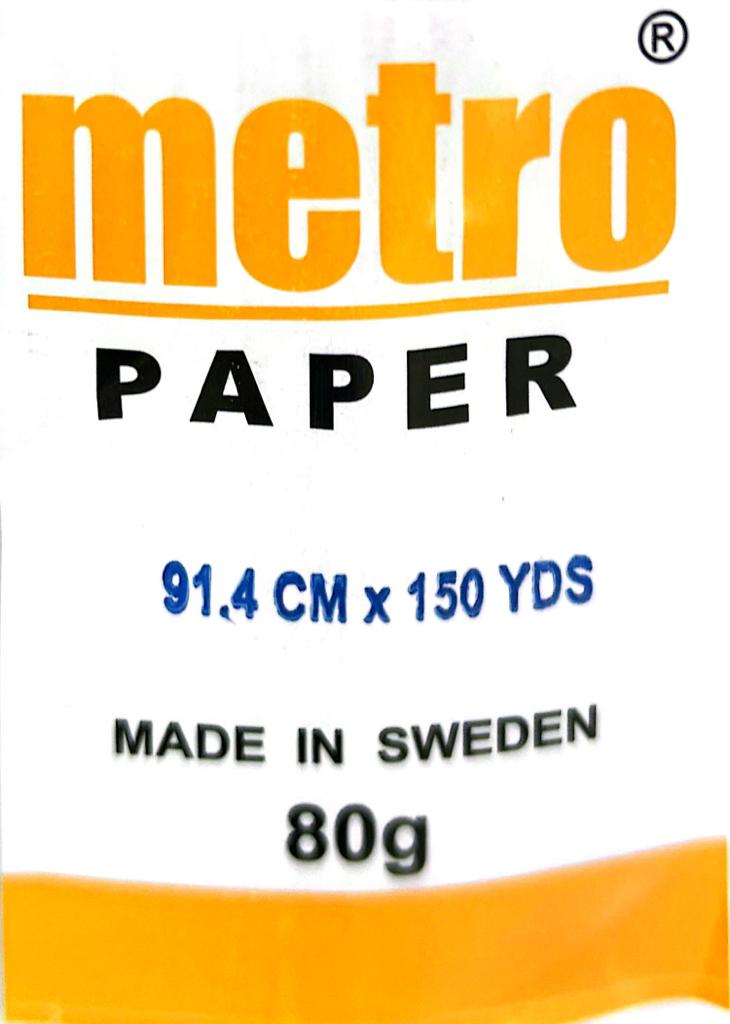 ®
metro
PAPER
91.4 CM x 150 YDS
MADE IN SWEDEN
80g